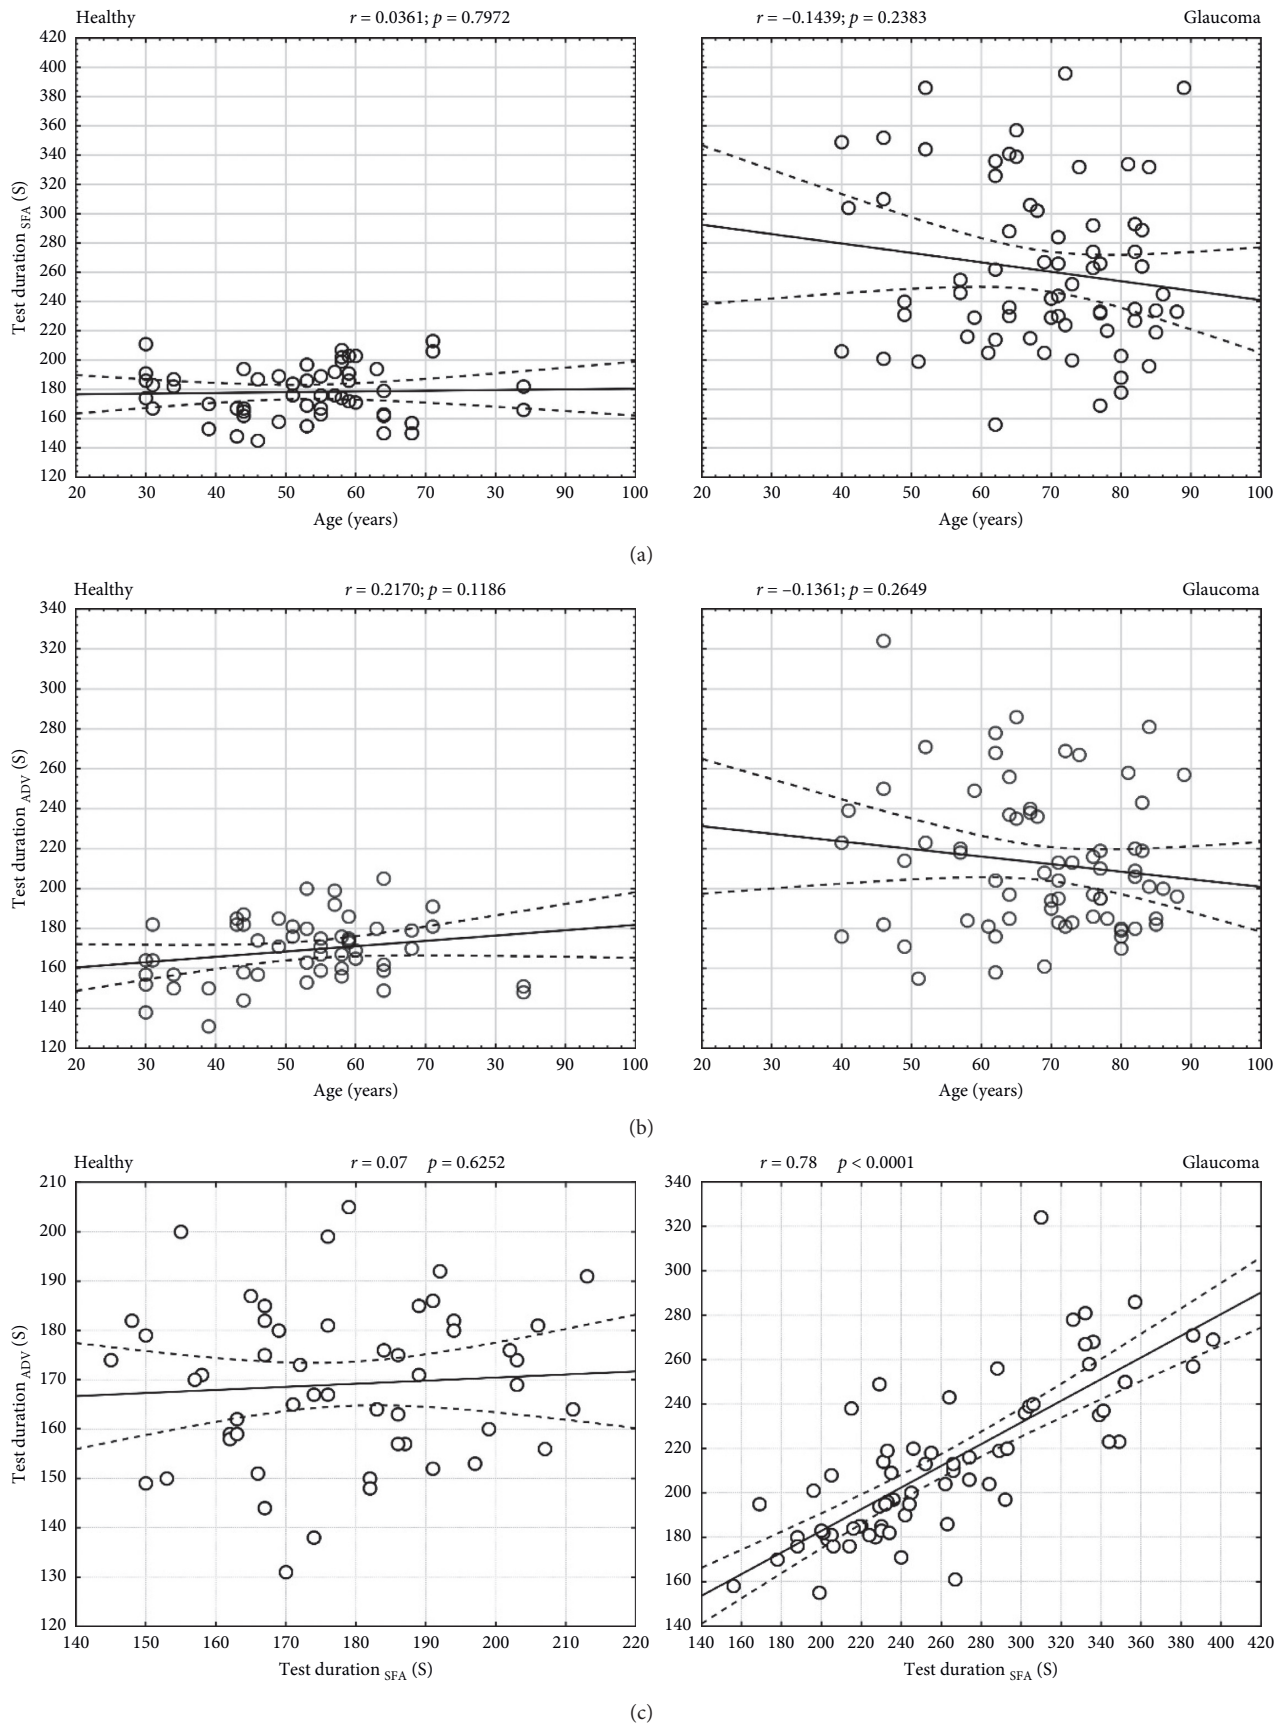 Healthy r = 0.0361; p = 0.7972
r = –0.1439; p = 0.2383 Glaucoma
Test duration SFA (S)
420
400
380
360
340
320
300
280
260
240
220
200
180
160
140
120
20 30 40 50 60 70 30 90 100
Age (years)
20 30 40 50 60 70 80 90 100
Age (years)
(a)
Healthy r = 0.2170; p = 0.1186
r = –0.1361; p = 0.2649 Glaucoma
Test duration ADV (S)
340
320
300
280
260
240
220
200
180
160
140
120
20 30 40 50 60 70 30 90 100
Age (years)
20 30 40 50 60 70 80 90 100
Age (years)
(b)
Healthy r = 0.07 p = 0.6252
r = 0.78 p < 0.0001 Glaucoma
Test duration ADV (S)
210
200
190
180
170
160
150
140
130
120
140 150 160 170 180 190 200 210 220
Test duration SFA (S)
340
320
300
280
260
240
220
200
180
160
140
140 160 180 200 220 240 260 280 300 320 340 360 380 400 420
Test duration SFA (S)
(c)